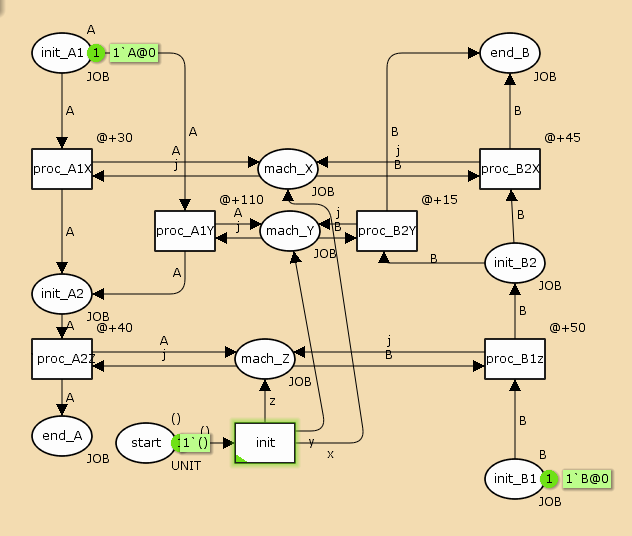 A
init_A1
1
1`A@0
JOB
end_B
JOB
A
A
B
B
@+30
@+45
proc_A1X
A
j
mach_X
j
B
proc_B2X
JOB
@+110
@+15
proc_A1Y
A
j
mach_Y
j
B
proc_B2Y
JOB
A
A
B
B
init_A2
JOB
init_B2
JOB
A
B
@+40
@+50
proc_A2Z
A
j
mach_Z
j
B
proc_B1z
JOB
A
z
B
()
()
end_A
JOB
start
1`()
UNIT
init
y
x
B
init_B1
1
1`B@0
JOB